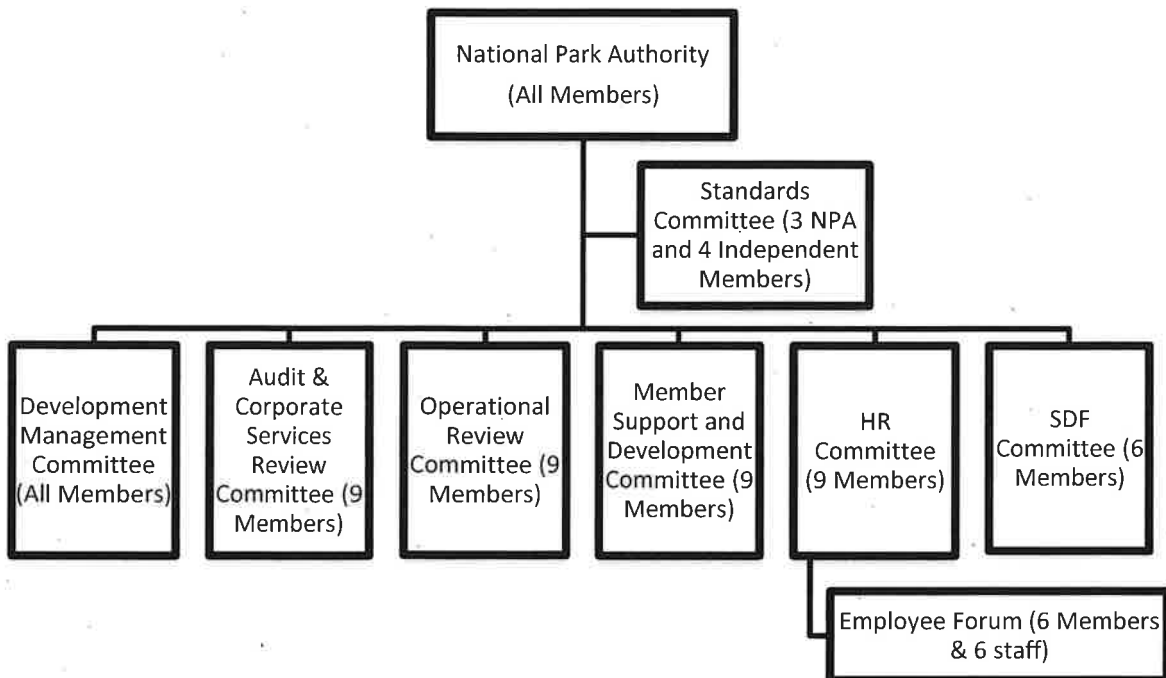 National Park Authority
(All Members)
Standards
Committee (3 NPA
and 4 Independent
Members)
Development
Management
Committee
(All Members)
Audit &
Corporate
Services
Review
Committee (9
Members)
Operational
Review
Committee (9
Members)
Member
Support and
Development
Committee (9
Members)
HR
Committee
(9 Members)
SDF
Committee (6
Members)
Employee Forum (6 Members
& 6 staff)